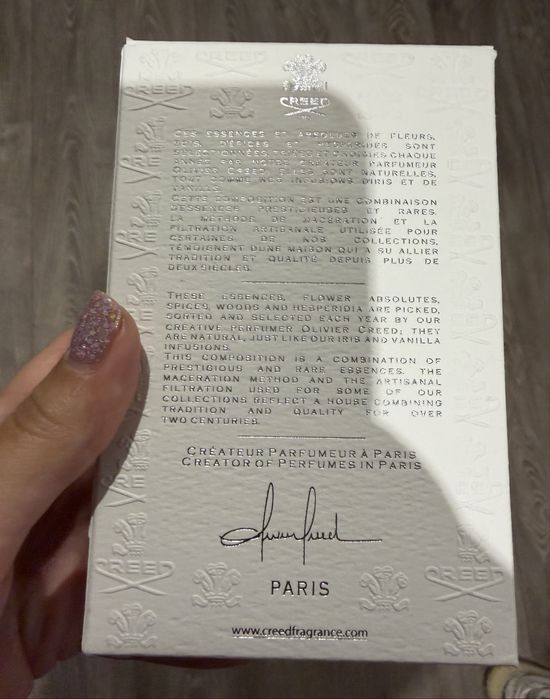 CREED
CES ESSENCES ET ABSOLUES DE FLEURS,
BOIS, D'ÉPICES ET HESPÉRIDÉS SONT
CHAQUE
ANNÉE PAR NOTRE CRÉATEUR PARFUMEUR
OLIVIER CREED; ELLES SONT NATURELLES,
TOUT COMME NOS INFUSIONS D'IRIS ET DE
VANILLE.
CETTE COMPOSITION EST UNE COMBINAISON
D'ESSENCES PRESTIGIEUSES ET RARES.
LA MÉTHODE DE MACÉRATION ET LA
FILTRATION ARTISANALE UTILISÉE POUR
CERTAINES DE NOS COLLECTIONS,
TÉMOIGNENT D'UNE MAISON QUI A SU ALLIER
TRADITION ET QUALITÉ DEPUIS PLUS DE
DEUX SIÈCLES.
THESE ESSENCES, FLOWER ABSOLUTES,
SPICES, WOODS AND HESPERIDIA ARE PICKED,
SORTED AND SELECTED EACH YEAR BY OUR
CREATIVE PERFUMER OLIVIER CREED; THEY
ARE NATURAL, JUST LIKE OUR IRIS AND VANILLA
INFUSIONS.
THIS COMPOSITION IS A COMBINATION OF
PRESTIGIOUS AND RARE ESSENCES. THE
MACERATION METHOD AND THE ARTISANAL
FILTRATION USED FOR SOME OF OUR
COLLECTIONS REFLECT A HOUSE COMBINING
TRADITION AND QUALITY FOR OVER
TWO CENTURIES.
CRÉATEUR PARFUMEUR À PARIS
CREATOR OF PERFUMES IN PARIS
PARIS
www.creedfragrance.com
CREED
CREED